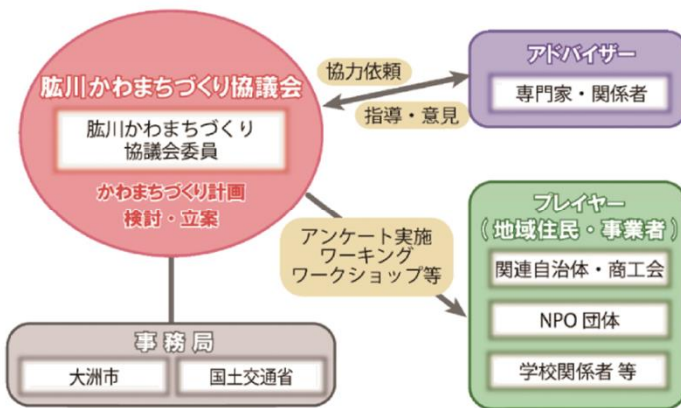 肱川かわまちづくり協議会
肱川かわまちづくり
協議会委員
かわまちづくり計画
検討・立案
協力依頼
指導・意見
アドバイザー
専門家・関係者
アンケート実施
ワーキング
ワークショップ等
プレイヤー
(地域住民・事業者)
関連自治体・商工会
NPO 団体
学校関係者 等
事務局
大洲市
国土交通省